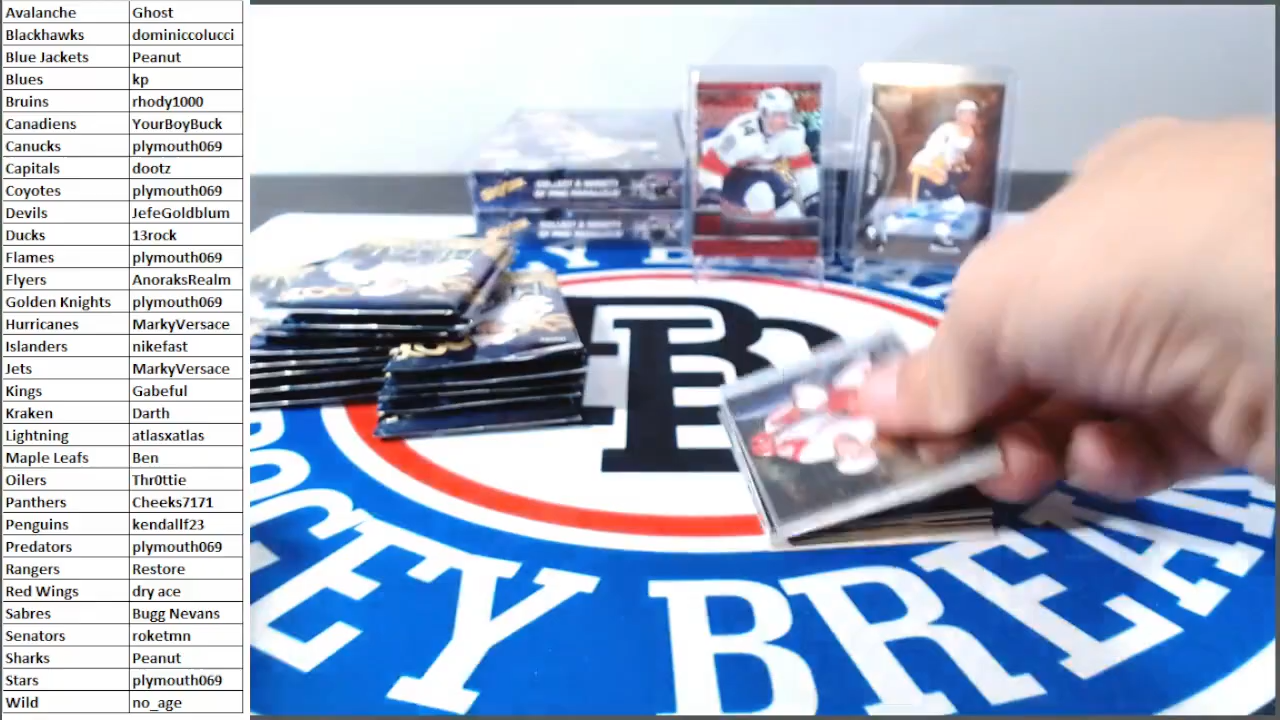 Avalanche Ghost
Blackhawks dominiccolucci
Blue Jackets Peanut
Blues kp
Bruins rhody1000
Canadiens YourBoyBuck
Canucks plymouth069
Capitals dootz
Coyotes plymouth069
Devils JefeGoldblum
Ducks 13rock
Flames plymouth069
Flyers AnoraksRealm
Golden Knights plymouth069
Hurricanes MarkyVersace
Islanders nikefast
Jets MarkyVersace
Kings Gabeful
Kraken Darth
Lightning atlasxatlas
Maple Leafs Ben
Oilers Thr0ttie
Panthers Cheeks7171
Penguins kendallf23
Predators plymouth069
Rangers Restore
Red Wings dry ace
Sabres Bugg Nevans
Senators roketmn
Sharks Peanut
Stars plymouth069
Wild no_age
COLLECT A VARIETY
OF